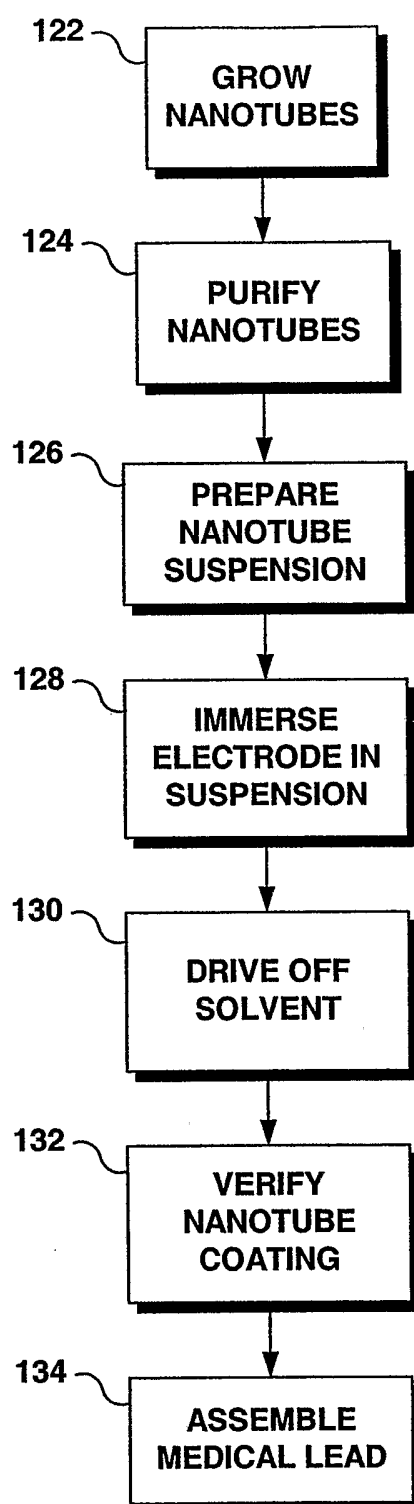 122
GROW
NANOTUBES
124
PURIFY
NANOTUBES
126
PREPARE
NANOTUBE
SUSPENSION
128
IMMERSE
ELECTRODE IN
SUSPENSION
130
DRIVE OFF
SOLVENT
132
VERIFY
NANOTUBE
COATING
134
ASSEMBLE
MEDICAL LEAD